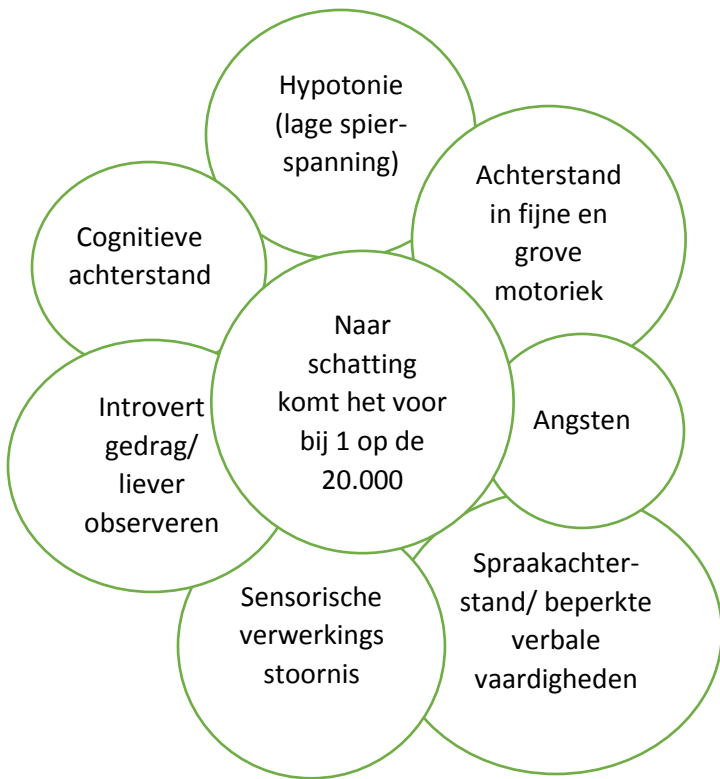 Hypotonie
(lage spier-
spanning)
Achterstand
in fijne en
grove
motoriek
Cognitieve
achterstand
Naar
schatting
komt het voor
bij 1 op de
20.000
Introvert
gedrag/
liever
observeren
Angsten
Sensorische
verwerkings
stoornis
Spraakachter-
stand/ beperkte
verbale
vaardigheden